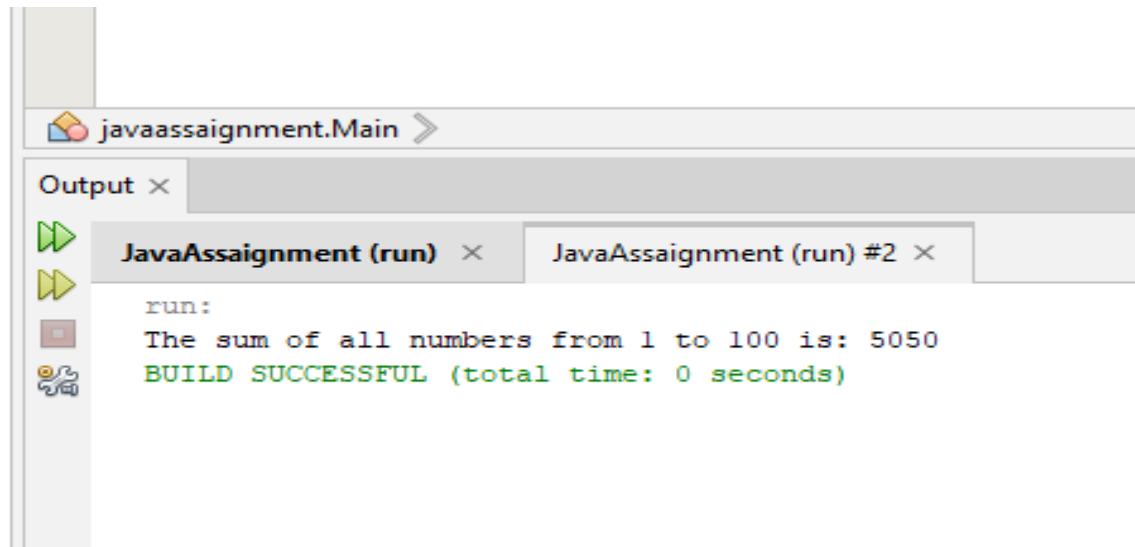 javaassaignment.Main
Output
JavaAssaignment (run) JavaAssaignment (run) #2
run:
The sum of all numbers from 1 to 100 is: 5050
BUILD SUCCESSFUL (total time: 0 seconds)